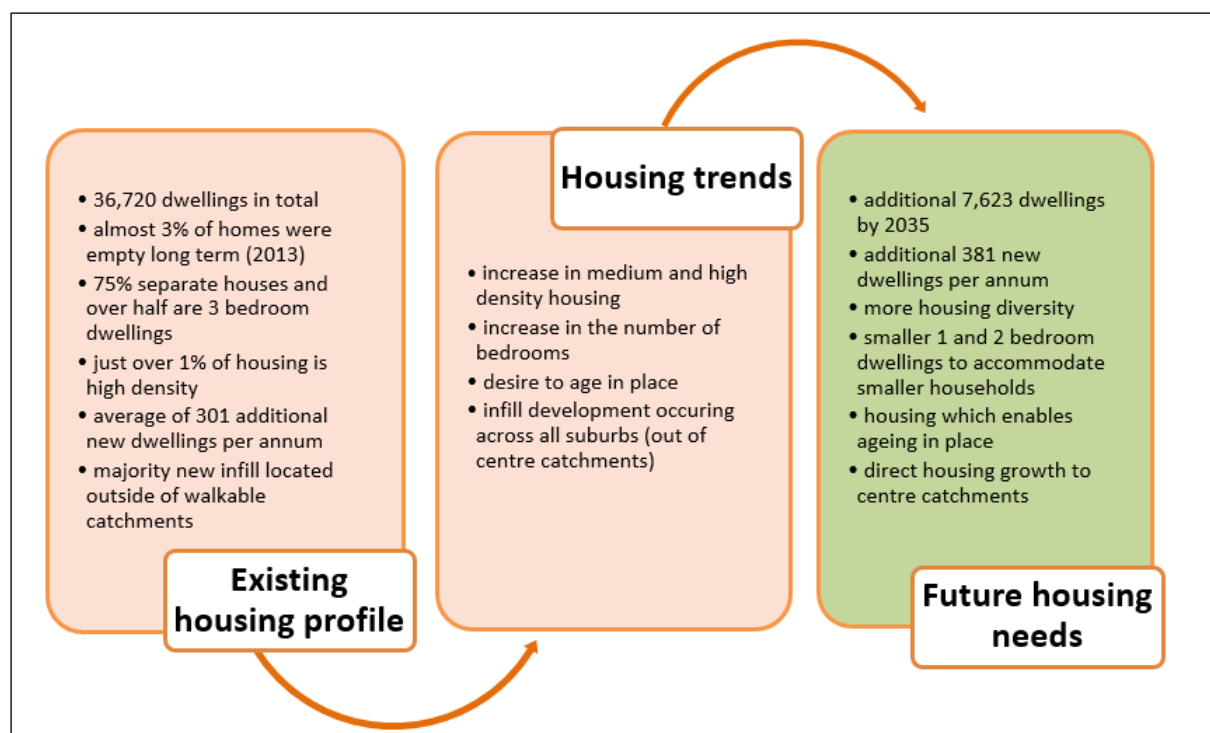 • 36,720 dwellings in total
• almost 3% of homes were
empty long term (2013)
• 75% separate houses and
over half are 3 bedroom
dwellings
• just over 1% of housing is
high density
• average of 301 additional
new dwellings per annum
• majority new infill located
outside of walkable
catchments
Existing
housing profile
Housing trends
• increase in medium and high
density housing
• increase in the number of
bedrooms
• desire to age in place
• infill development occuring
across all suburbs (out of
centre catchments)
• additional 7,623 dwellings
by 2035
• additional 381 new
dwellings per annum
• more housing diversity
• smaller 1 and 2 bedroom
dwellings to accommodate
smaller households
• housing which enables
ageing in place
• direct housing growth to
centre catchments
Future housing
needs